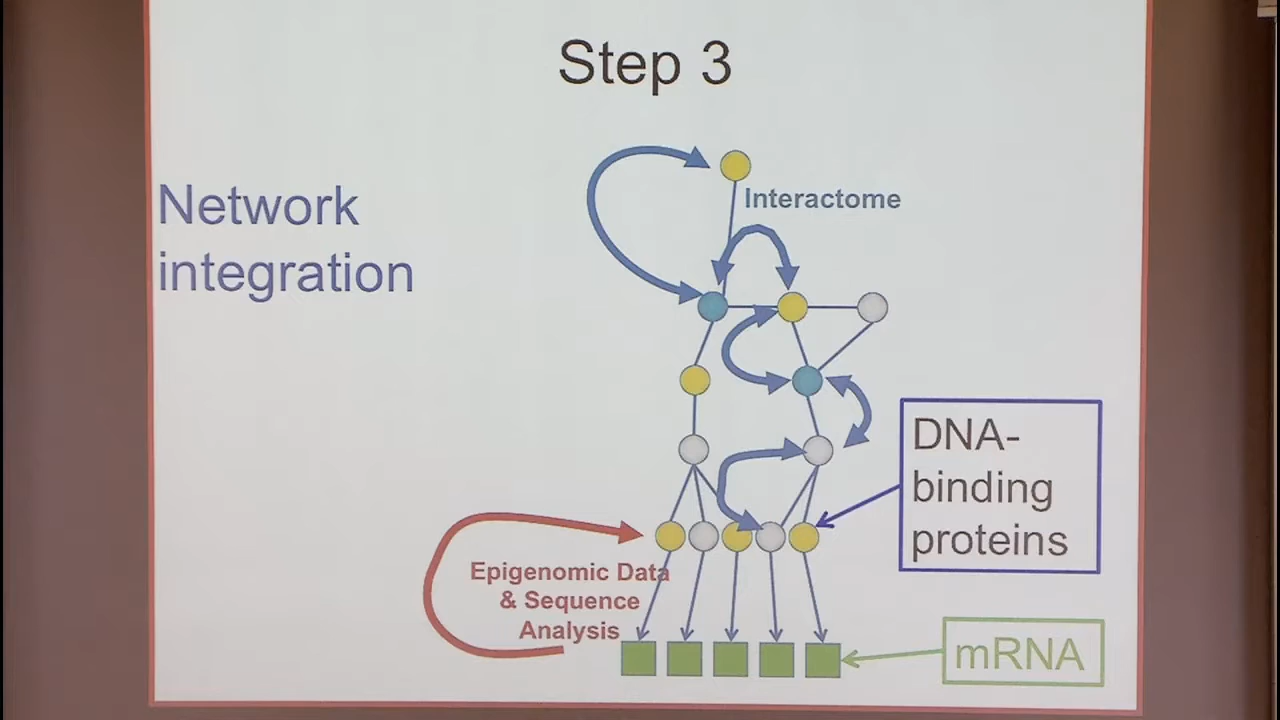 Step 3
Network
integration
Interactome
DNA-
binding
proteins
Epigenomic Data
& Sequence
Analysis
mRNA